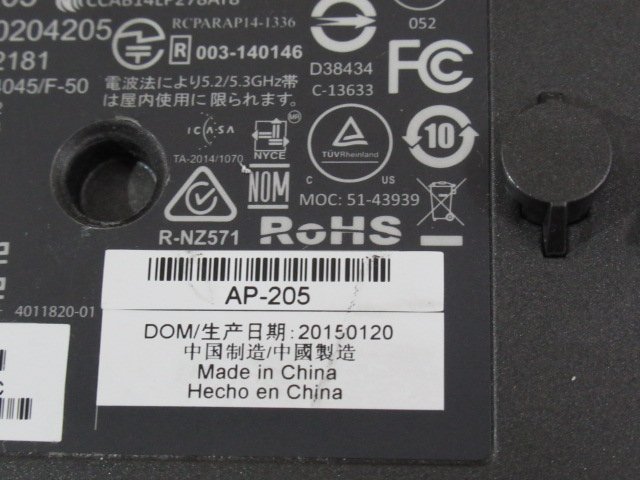 CCAB14LP278AT8
RCPARAP14-1336
0204205
2181
4045/F-50
R 003-140146
電波法により5.2/5.3GHz帯
は屋内使用に 限られます。
052
D38434
C-13633
FC
ICASA
TA-2014/1070
NYCE
MR
TÜVRheinland
C US
10
NOM
MOC: 51-43939
R-NZ571
RoHS
4011820-01
AP-205
DOM/生产日期: 20150120
中国制造/中國製造
Made in China
Hecho en China
C